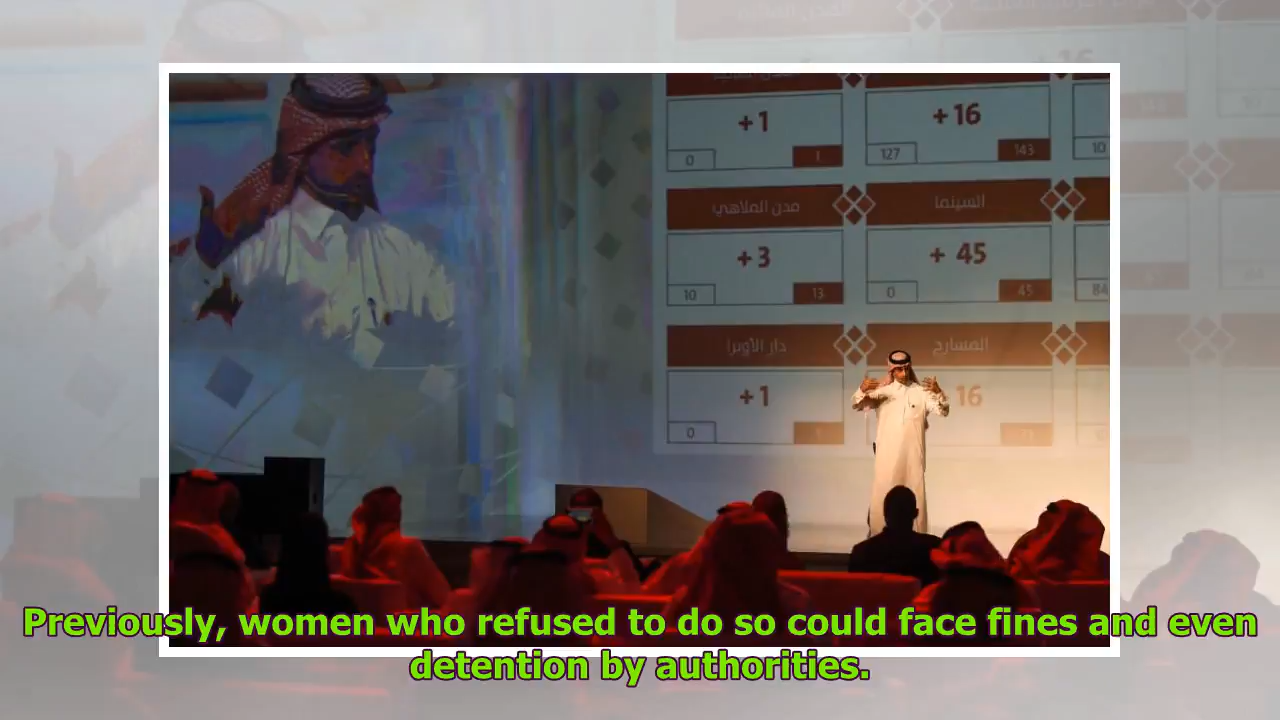 +1
+16
0
1
127
143
10
مدن الملاهي
السينما
+3
+ 45
10
13
0
45
84
دار الأوبرا
المسارح
+1
16
0
Previously, women who refused to do so could face fines and even
detention by authorities.